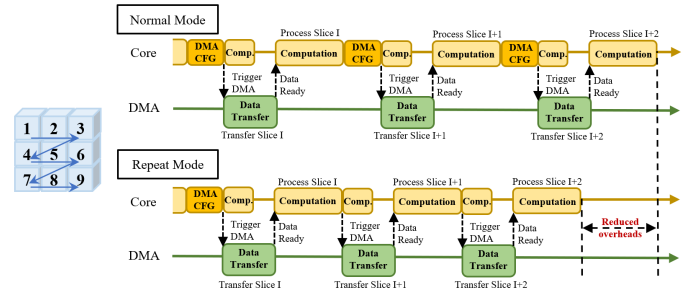 Normal Mode
Process Slice I
Process Slice I+1
Process Slice I+2
Core
DMA
CFG
Comp.
Computation
DMA
CFG
Comp.
Computation
DMA
CFG
Comp.
Computation
Trigger
DMA
Data
Ready
Trigger
DMA
Data
Ready
Trigger
DMA
Data
Ready
DMA
Data
Transfer
Data
Transfer
Data
Transfer
Transfer Slice I
Transfer Slice I+1
Transfer Slice I+2
1 2 3
4 5 6
7 8 9
Repeat Mode
Process Slice I
Process Slice I+1
Process Slice I+2
Core
DMA
CFG
Comp.
Computation
Comp.
Computation
Comp.
Computation
Trigger
DMA
Data
Ready
Trigger
DMA
Data
Ready
Trigger
DMA
Data
Ready
Reduced
overheads
DMA
Data
Transfer
Data
Transfer
Data
Transfer
Transfer Slice I
Transfer Slice I+1
Transfer Slice I+2